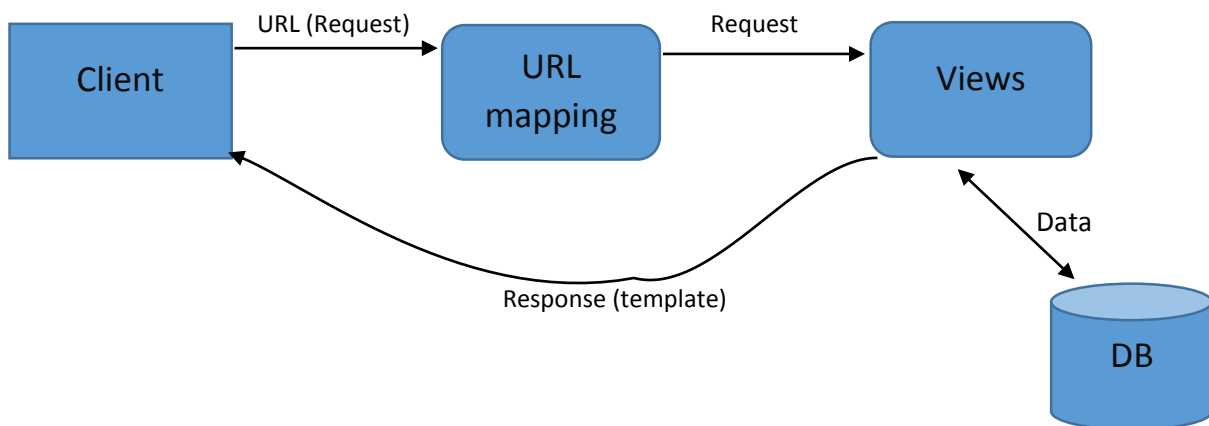 URL (Request)
Request
Client
URL
mapping
Views
Data
Response (template)
DB